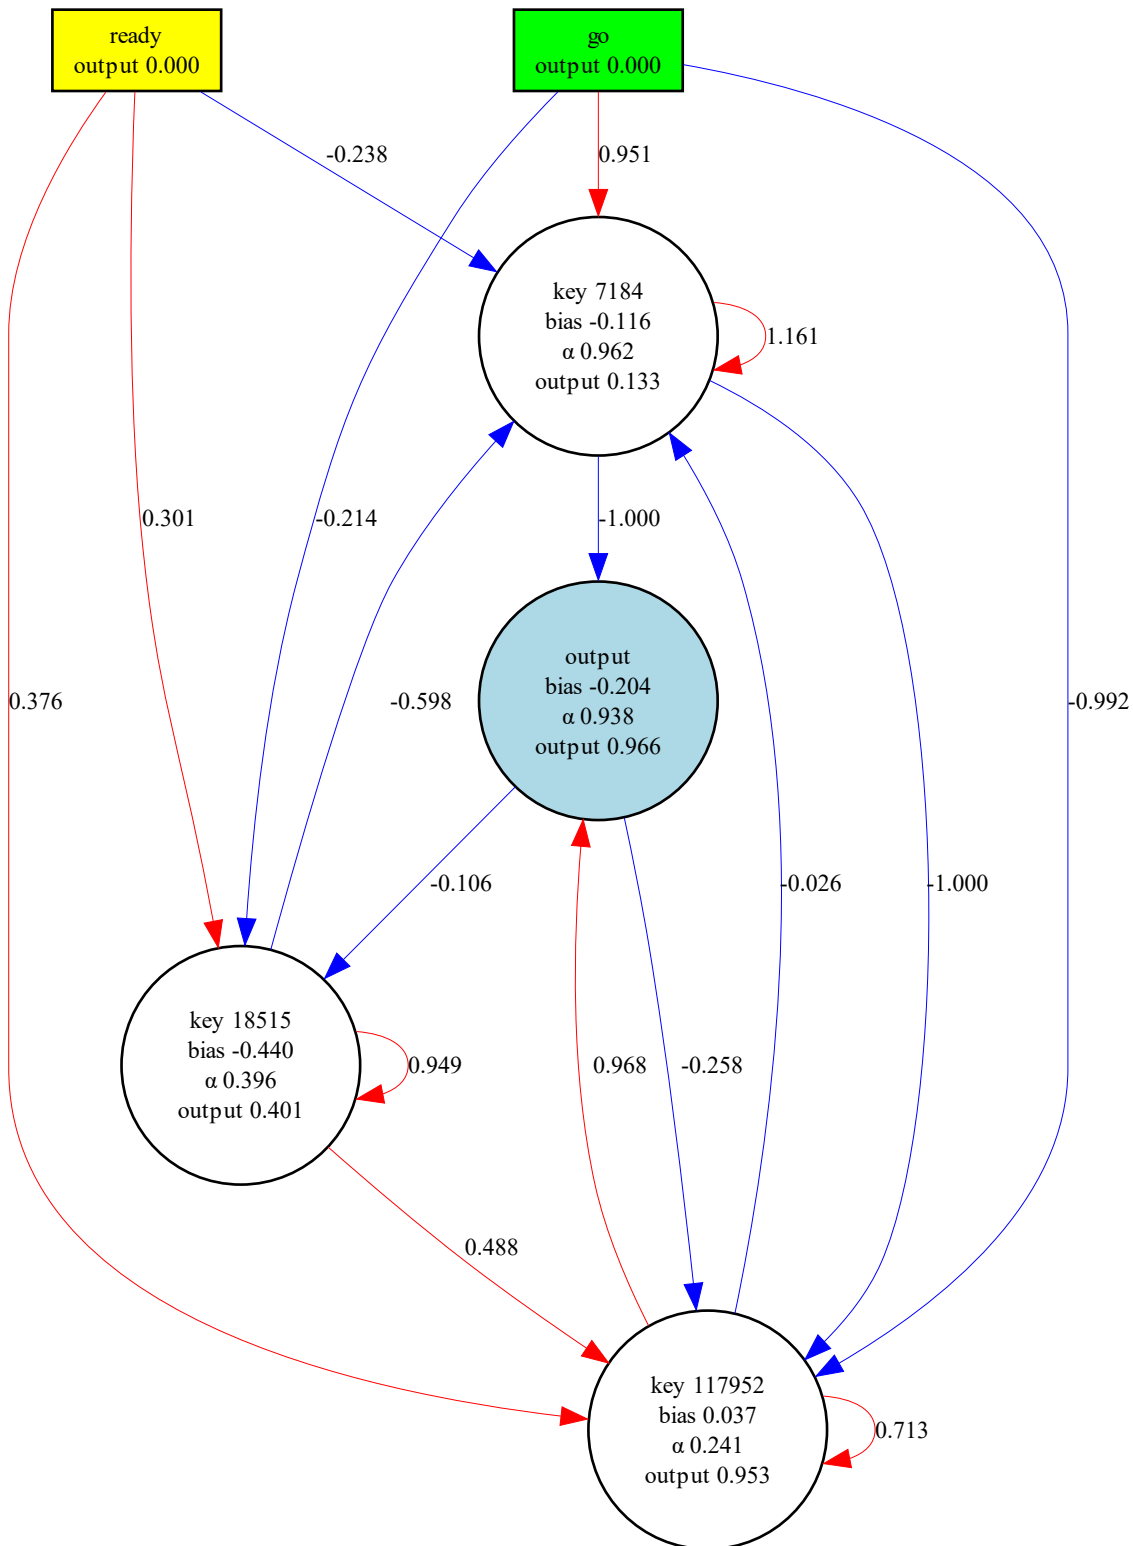 ready
output 0.000
go
output 0.000
-0.238
0.951
key 7184
bias -0.116
α 0.962
output 0.133
1.161
0.301
-0.214
-1.000
output
bias -0.204
α 0.938
output 0.966
0.376
-0.598
-0.992
-0.106
-0.026
-1.000
key 18515
bias -0.440
α 0.396
output 0.401
0.949
0.968
-0.258
0.488
key 117952
bias 0.037
α 0.241
output 0.953
0.713